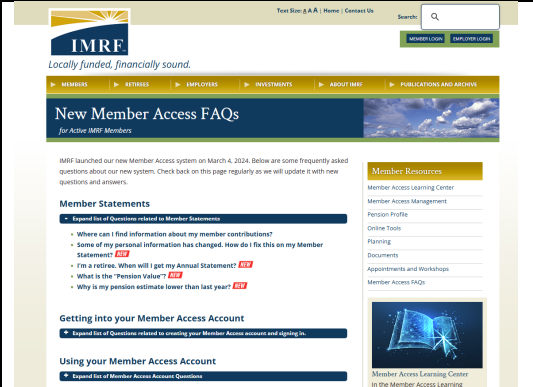 Text Size: A A A | Home | Contact Us
Search:
MEMBER LOGIN
EMPLOYER LOGIN
IMRF
Locally funded, financially sound.
MEMBERS
RETIREES
EMPLOYERS
INVESTMENTS
ABOUT IMRF
PUBLICATIONS AND ARCHIVE
New Member Access FAQs
for Active IMRF Members
IMRF launched our new Member Access system on March 4, 2024. Below are some frequently asked
questions about our new system. Check back on this page regularly as we will update it with new
questions and answers.
Member Statements
- Expand list of Questions related to Member Statements
Where can I find information about my member contributions?
Some of my personal information has changed. How do I fix this on my Member
Statement? NEW
I'm a retiree. When will I get my Annual Statement? NEW
What is the "Pension Value"? NEW
Why is my pension estimate lower than last year? NEW
Getting into your Member Access Account
+ Expand list of Questions related to creating your Member Access account and signing in.
Using your Member Access Account
+ Expand list of Member Access Account Questions
Member Resources
Member Access Learning Center
Member Access Management
Pension Profile
Online Tools
Planning
Documents
Appointments and Workshops
Member Access FAQs
Member Access Learning Center
In the Member Access Learning